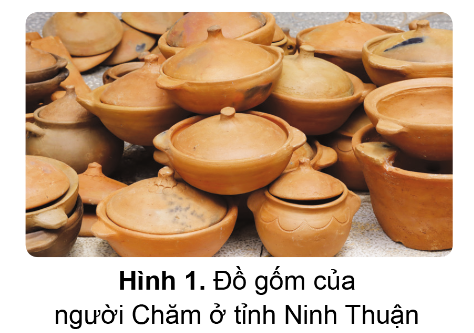 Hình 1. Đồ gốm của
người Chăm ở tỉnh Ninh Thuận